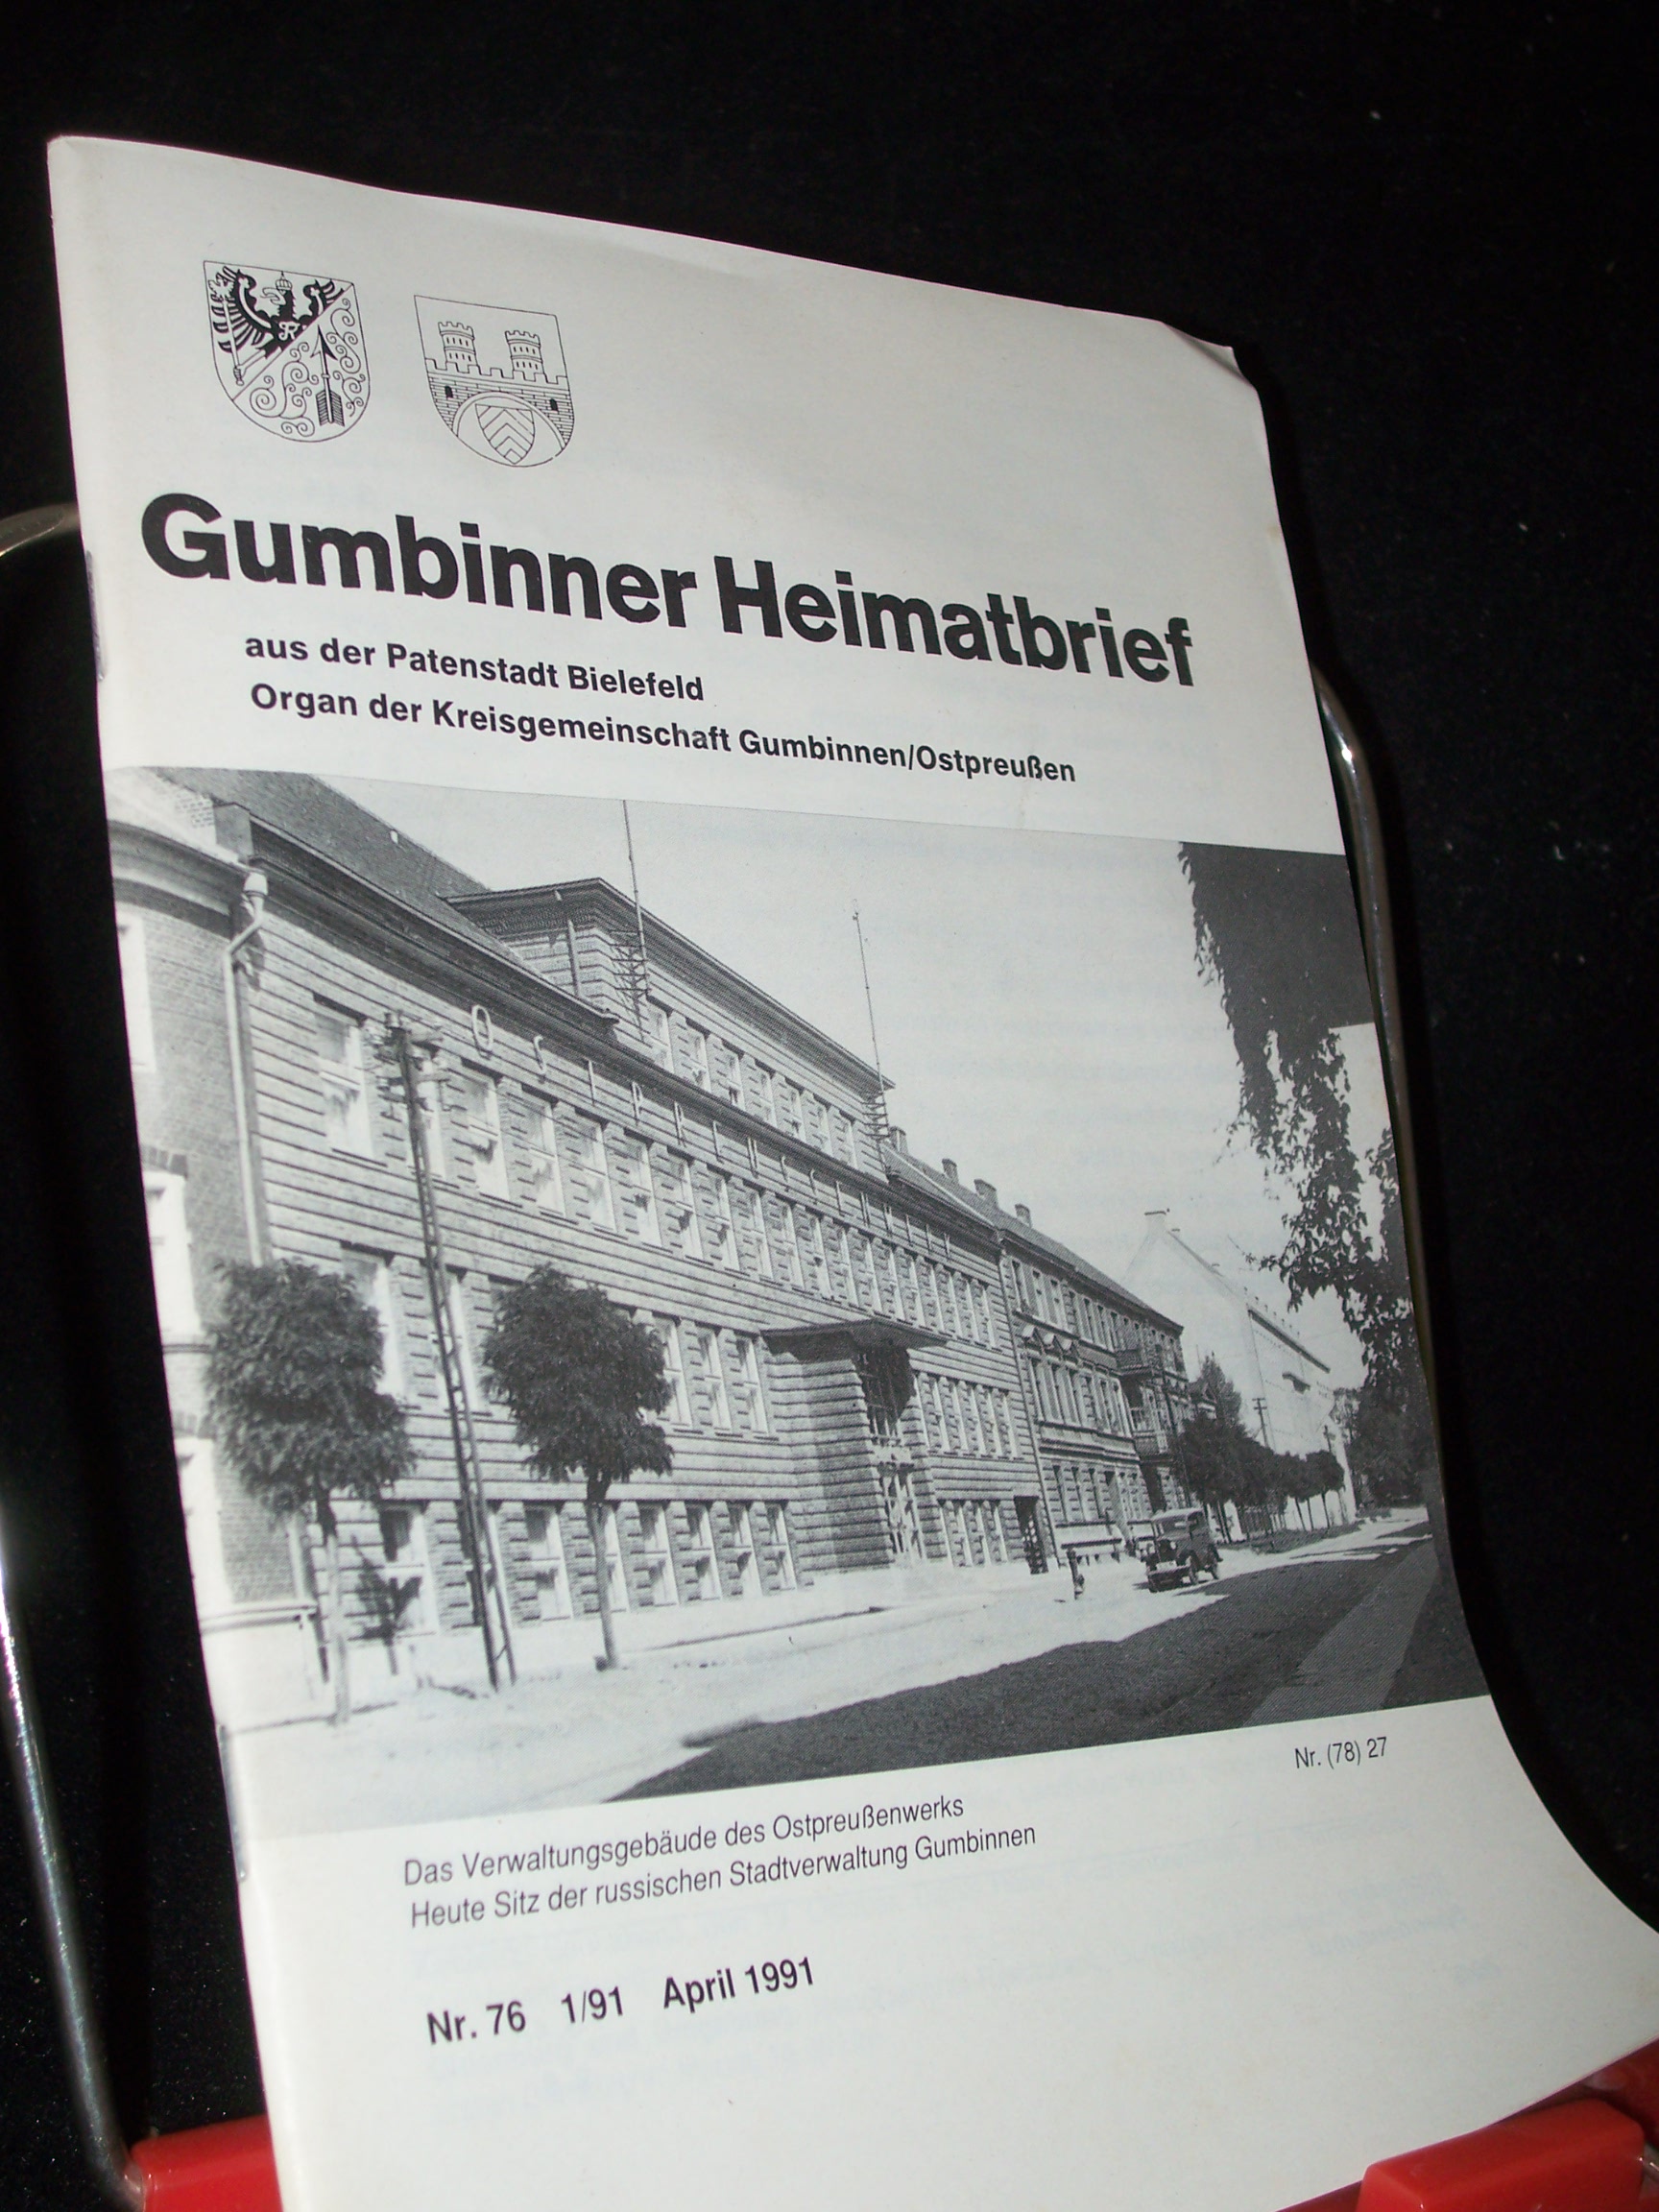 Gumbinner Heimatbrief
aus der Patenstadt Bielefeld
Organ der Kreisgemeinschaft Gumbinnen/Ostpreußen
Nr. (78) 27
Das Verwaltungsgebäude des Ostpreußenwerks
Heute Sitz der russischen Stadtverwaltung Gumbinnen
Nr. 76 1/91 April 1991